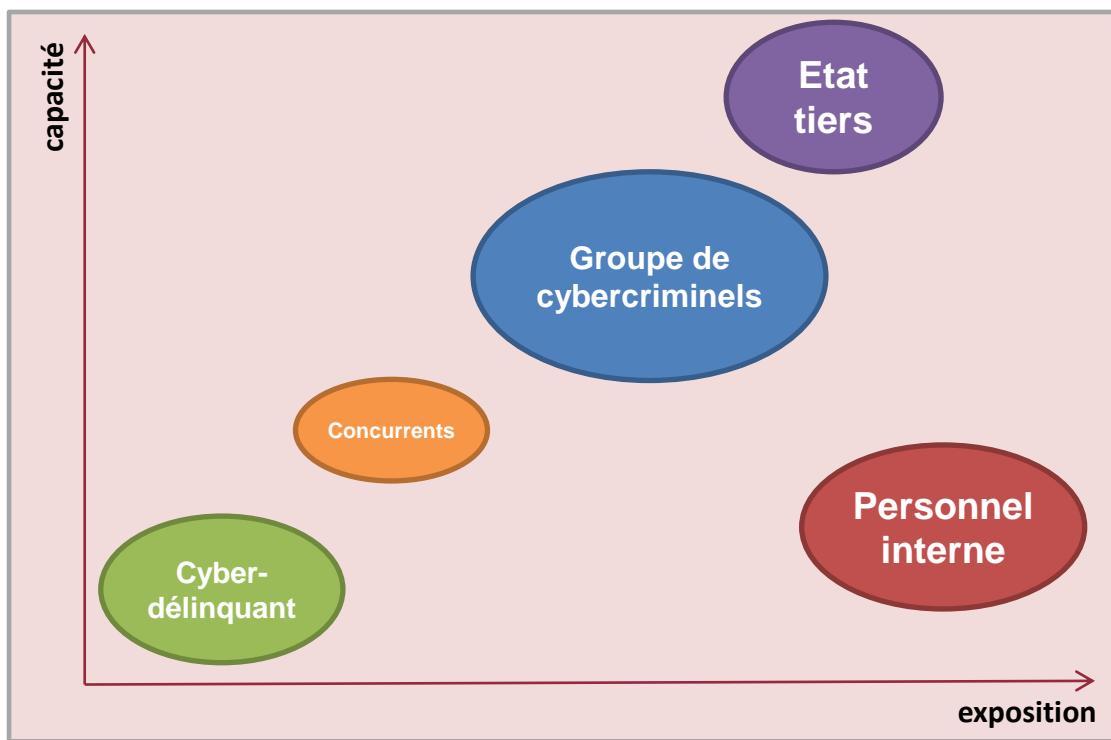 capacité
Etat
tiers
Groupe de
cybercriminels
Concurrents
Personnel
interne
Cyber-
délinquant
exposition